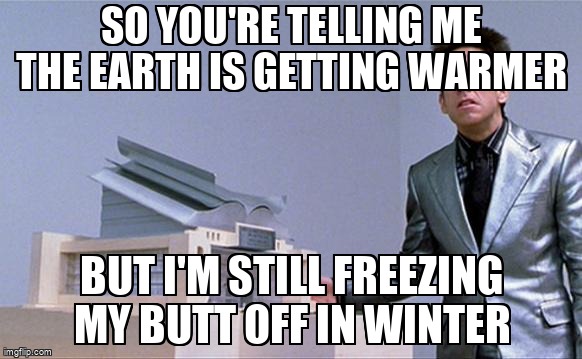 SO YOU'RE TELLING ME
THE EARTH IS GETTING WARMER
BUT I'M STILL FREEZING
MY BUTT OFF IN WINTER
imgflip.com